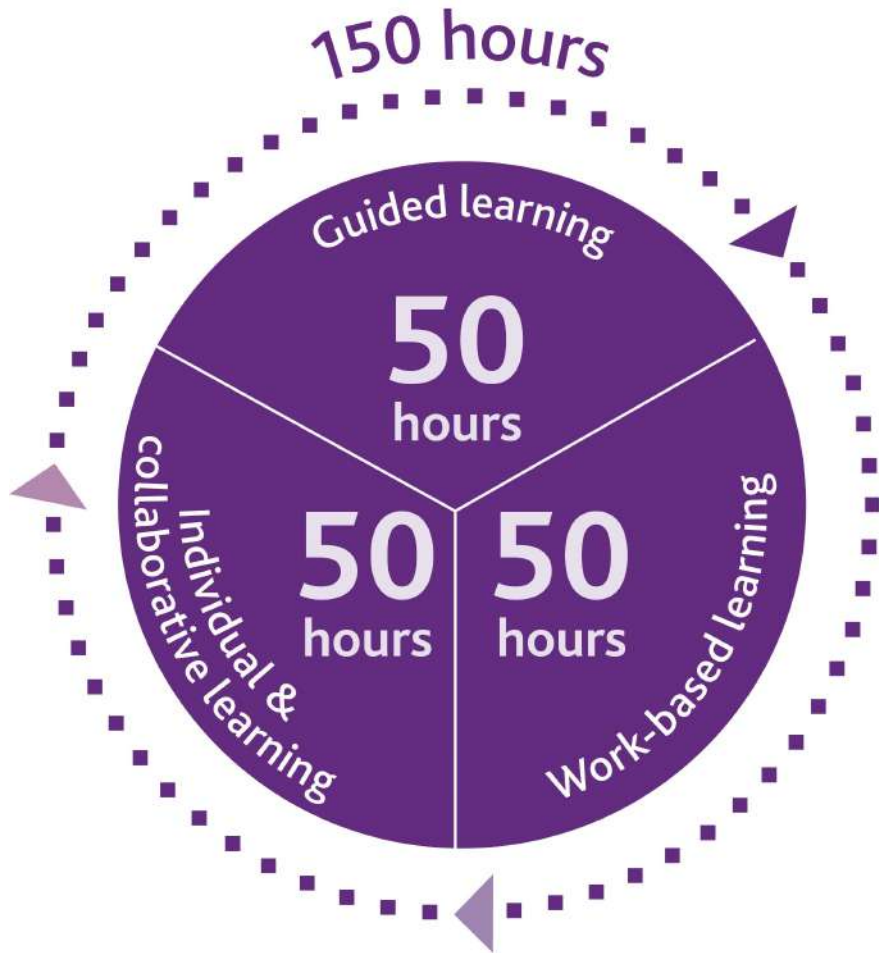 150 hours
Guided learning
50
hours
Individual &
collaborative learning
50
hours
50
hours
Work-based learning